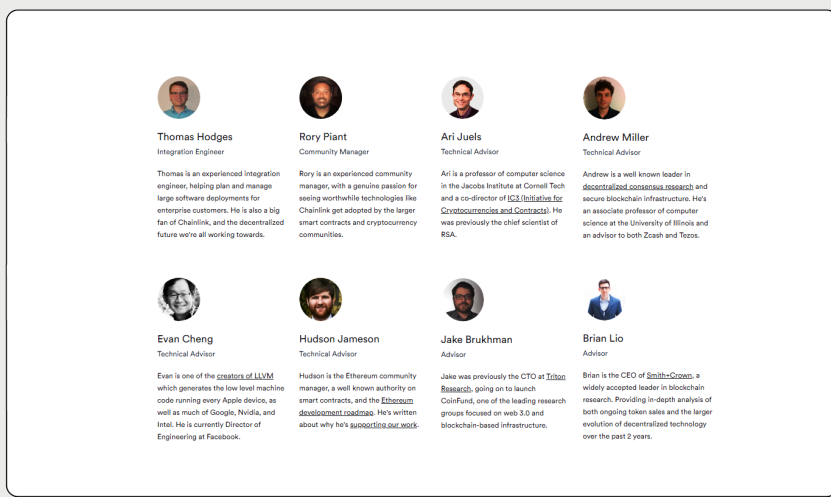 Thomas Hodges
Integration Engineer
Thomas is an experienced integration
engineer, helping plan and manage
large software deployments for
enterprise customers. He is also a big
fan of Chainlink, and the decentralized
future we're all working towards.
Rory Piant
Community Manager
Rory is an experienced community
manager, with a genuine passion for
seeing worthwhile technologies like
Chainlink get adopted by the larger
smart contracts and cryptocurrency
communities.
Ari Juels
Technical Advisor
Ari is a professor of computer science
in the Jacobs Institute at Cornell Tech
and a co-director of IC3 (Initiative for
Cryptocurrencies and Contracts). He
was previously the chief scientist of
RSA.
Andrew Miller
Technical Advisor
Andrew is a well known leader in
decentralized consensus research and
secure blockchain infrastructure. He's
an associate professor of computer
science at the University of Illinois and
an advisor to both Zcash and Tezos.
Evan Cheng
Technical Advisor
Evan is one of the creators of LLVM
which generates the low level machine
code running every Apple device, as
well as much of Google, Nvidia, and
Intel. He is currently Director of
Engineering at Facebook.
Hudson Jameson
Technical Advisor
Hudson is the Ethereum community
manager, a well known authority on
smart contracts, and the Ethereum
development roadmap. He's written
about why he's supporting our work.
Jake Brukhman
Advisor
Jake was previously the CTO at Triton
Research, going on to launch
CoinFund, one of the leading research
groups focused on web 3.0 and
blockchain-based infrastructure.
Brian Lio
Advisor
Brian is the CEO of Smith+Crown, a
widely accepted leader in blockchain
research. Providing in-depth analysis of
both ongoing token sales and the larger
evolution of decentralized technology
over the past 2 years.